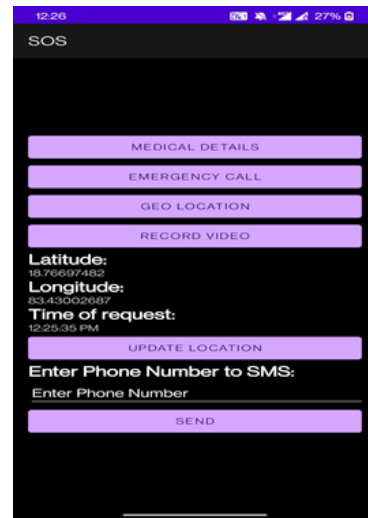 12:26
27%
SOS
MEDICAL DETAILS
EMERGENCY CALL
GEO LOCATION
RECORD VIDEO
Latitude:
18.76697482
Longitude:
83.43002687
Time of request:
12:25:35 PM
UPDATE LOCATION
Enter Phone Number to SMS:
Enter Phone Number
SEND